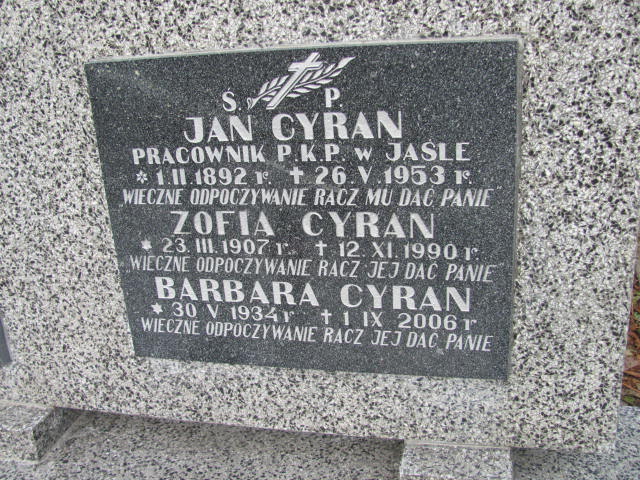 Ś. P.
JAN CYRAN
PRACOWNIK P.K.P. w JAŚLE
* 1.II.1892 r. ✝ 26.V.1953 r.
"WIECZNE ODPOCZYWANIE RACZ MU DAĆ PANIE"
ZOFIA CYRAN
* 23.III.1907 r. ✝ 12.XI.1990 r.
"WIECZNE ODPOCZYWANIE RACZ JEJ DAĆ PANIE"
BARBARA CYRAN
* 30 V 1934 r ✝ 1 IX 2006 r
"WIECZNE ODPOCZYWANIE RACZ JEJ DAĆ PANIE"